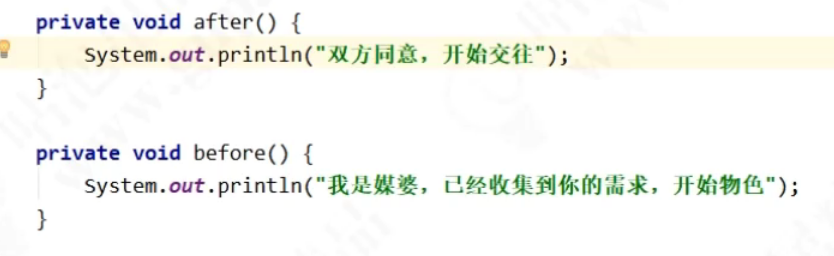 private void after() {
System.out.println("双方同意，开始交往");
}
private void before() {
System.out.println("我是媒婆，已经收集到你的需求，开始物色");
}